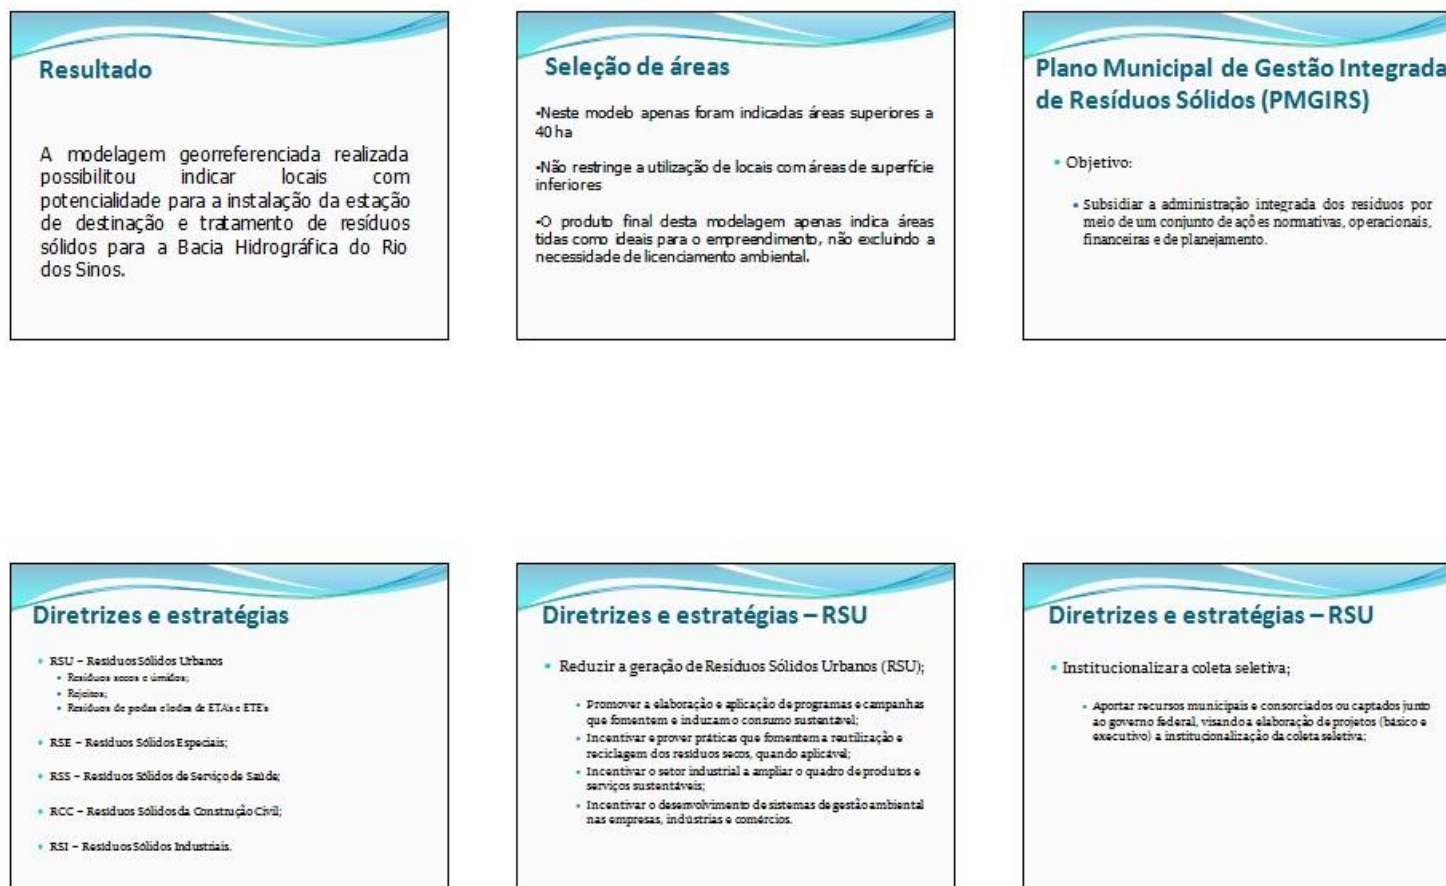 Resultado
A modelagem georreferenciada realizada
possibilitou indicar locais com
potencialidade para a instalação da estação
de destinação e tratamento de resíduos
sólidos para a Bacia Hidrográfica do Rio
dos Sinos.
Seleção de áreas
•Neste modelo apenas foram indicadas áreas superiores a
40 ha
•Não restringe a utilização de locais com áreas de superfície
inferiores
•O produto final desta modelagem apenas indica áreas
tidas como ideais para o empreendimento, não excluindo a
necessidade de licenciamento ambiental.
Plano Municipal de Gestão Integrada
de Resíduos Sólidos (PMGIRS)
• Objetivo:
• Subsidiar a administração integrada dos resíduos por
meio de um conjunto de ações normativas, operacionais,
financeiras e de planejamento.
Diretrizes e estratégias
• RSU – Resíduos Sólidos Urbanos
• Resíduos secos e úmidos;
• Rejeitos;
• Resíduos de podas e lodos de ETA's e ETE's
• RSE – Resíduos Sólidos Especiais;
• RSS – Resíduos Sólidos de Serviço de Saúde;
• RCC – Resíduos Sólidos da Construção Civil;
• RSI – Resíduos Sólidos Industriais.
Diretrizes e estratégias – RSU
• Reduzir a geração de Resíduos Sólidos Urbanos (RSU);
• Promover a elaboração e aplicação de programas e campanhas
que fomentem e induzam o consumo sustentável;
• Incentivar e prover práticas que fomentem a reutilização e
reciclagem dos resíduos secos, quando aplicável;
• Incentivar o setor industrial a ampliar o quadro de produtos e
serviços sustentáveis;
• Incentivar o desenvolvimento de sistemas de gestão ambiental
nas empresas, indústrias e comércios.
Diretrizes e estratégias – RSU
• Institucionalizar a coleta seletiva;
• Aportar recursos municipais e consorciados ou captados junto
ao governo federal, visando a elaboração de projetos (básico e
executivo) a institucionalização da coleta seletiva;